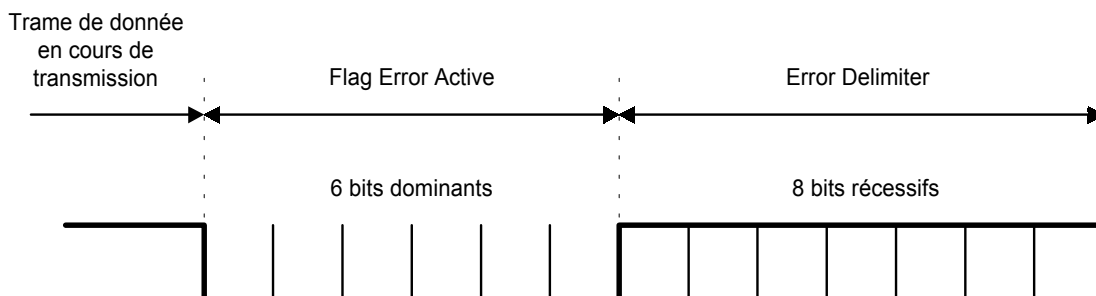 Trame de donnée
en cours de
transmission
Flag Error Active
Error Delimiter
6 bits dominants
8 bits récessifs